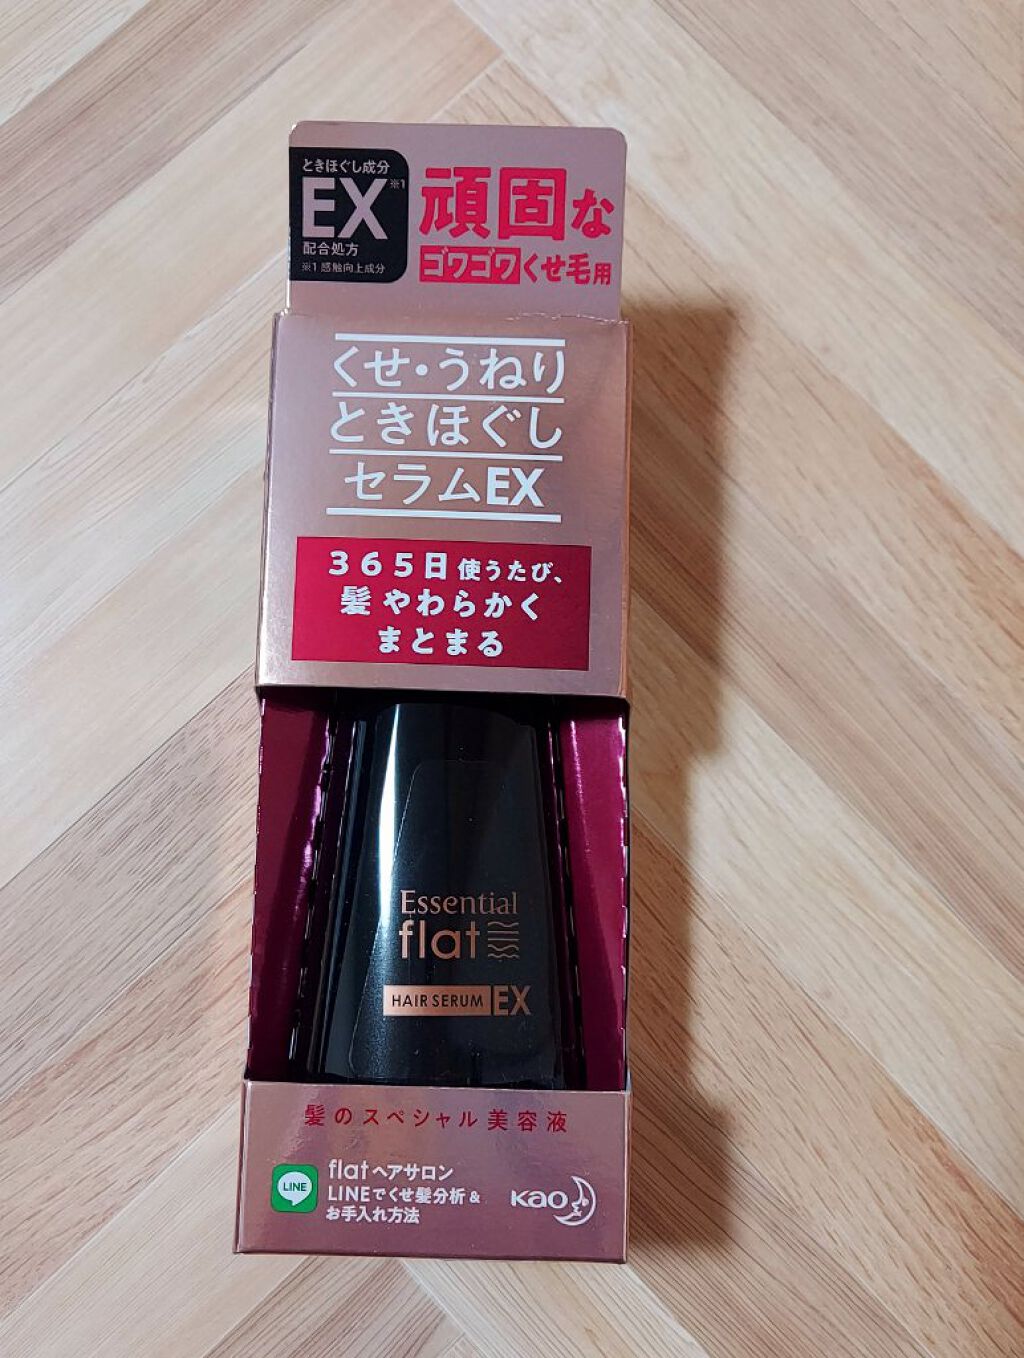 ときほぐし成分
EX※1
配合処方
※1 感触向上成分
頑固な
ゴワゴワくせ毛用
くせ・うねり
ときほぐし
セラムEX
365日使うたび、
髪やわらかく
まとまる
Essential
flat
HAIR SERUM EX
髪のスペシャル美容液
LINE
flatヘアサロン
LINEでくせ髪分析&
お手入れ方法
Kao